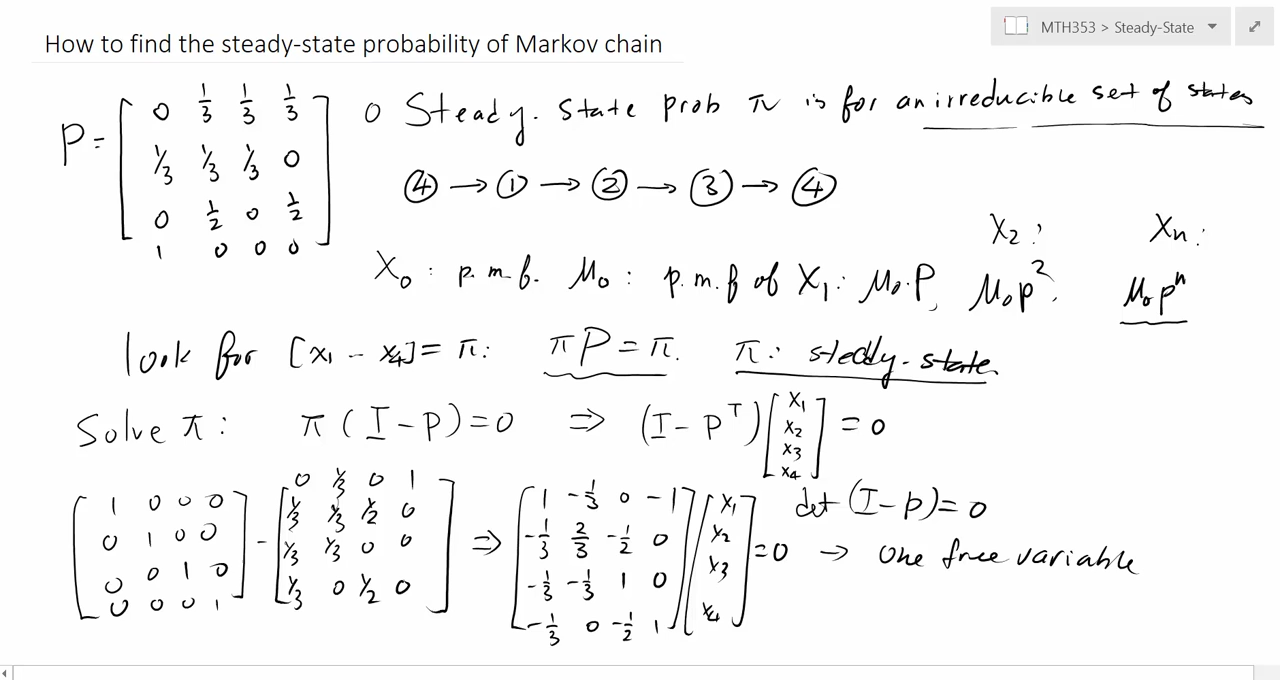 MTH353 > Steady-State
How to find the steady-state probability of Markov chain
P = [ 0 1/3 1/3 1/3
1/3 1/3 1/3 0
0 1/2 0 1/2
1 0 0 0 ]
o Steady-state prob π is for an irreducible set of states
④ → ① → ② → ③ → ④
X₀ : p.m.f. μ₀ : p.m.f of X₁ : μ₀·P, X₂: μ₀P², Xₙ: μ₀Pⁿ
look for [x₁ - x₄] = π: πP = π. π: steady-state
Solve π: π(I-P)=0 ⇒ (I-Pᵀ)[x₁ x₂ x₃ x₄] = 0
[ 1 0 0 0
0 1 0 0
0 0 1 0
0 0 0 1 ]
-
[ 0 1/3 0 1
1/3 1/3 1/2 0
1/3 1/3 0 0
1/3 0 1/2 0 ]
⇒
[ 1 -1/3 0 -1
-1/3 2/3 -1/2 0
-1/3 -1/3 1 0
-1/3 0 -1/2 1 ]
[ x₁ x₂ x₃ x₄ ] = 0
det(I-P)=0
→ one free variable